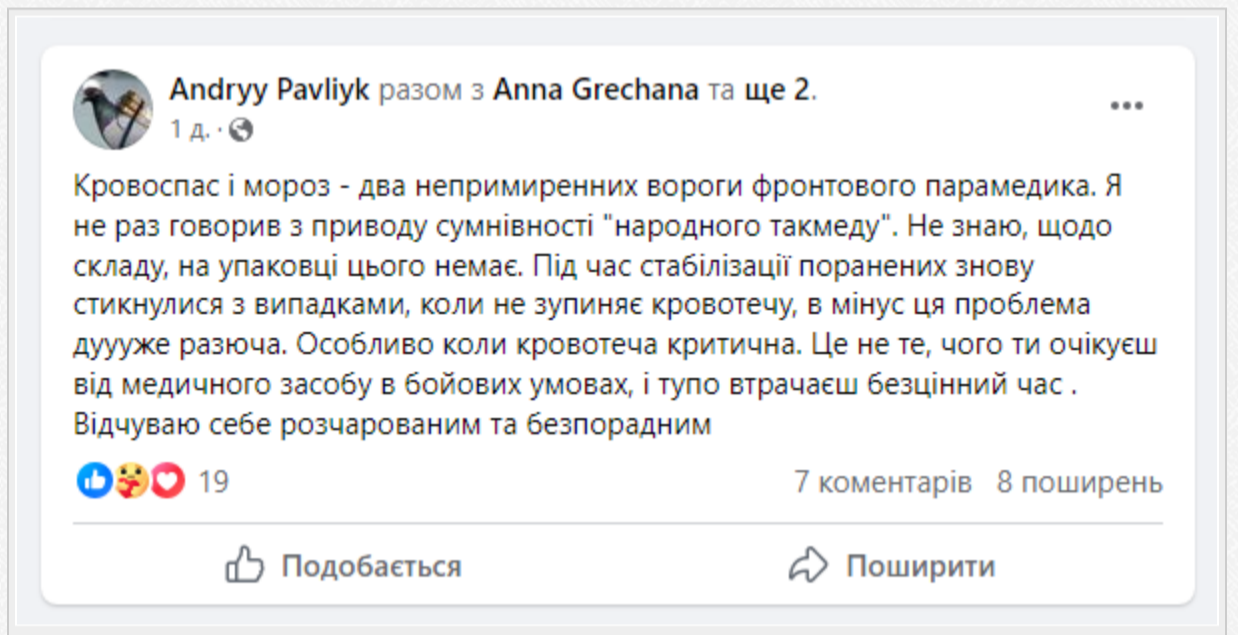 Andryy Pavliyk разом з Anna Grechana та ще 2.
1 д. ·
Кровоспас і мороз - два непримиренних вороги фронтового парамедика. Я
не раз говорив з приводу сумнівності "народного такмеду". Не знаю, щодо
складу, на упаковці цього немає. Під час стабілізації поранених знову
стикнулися з випадками, коли не зупиняє кровотечу, в мінус ця проблема
дуууже разюча. Особливо коли кровотеча критична. Це не те, чого ти очікуєш
від медичного засобу в бойових умовах, і тупо втрачаєш безцінний час .
Відчуваю себе розчарованим та безпорадним
19
7 коментарів 8 поширень
Подобається Поширити